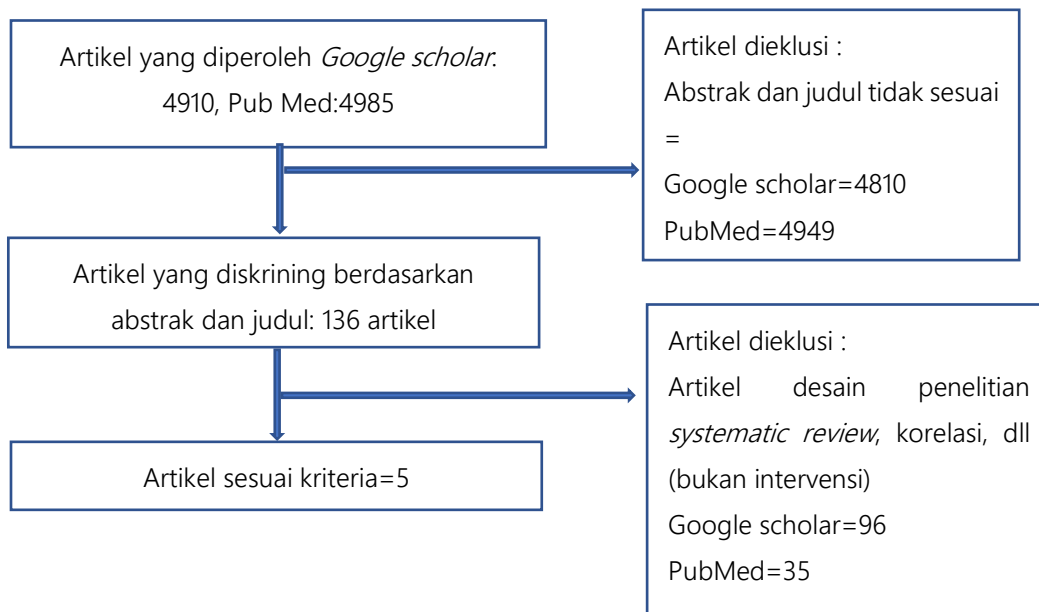 Artikel yang diperoleh Google scholar:
4910, Pub Med:4985
Artikel dieklusi :
Abstrak dan judul tidak sesuai
=
Google scholar=4810
PubMed=4949
Artikel yang diskrining berdasarkan
abstrak dan judul: 136 artikel
Artikel dieklusi :
Artikel desain penelitian
systematic review, korelasi, dll
(bukan intervensi)
Google scholar=96
PubMed=35
Artikel sesuai kriteria=5